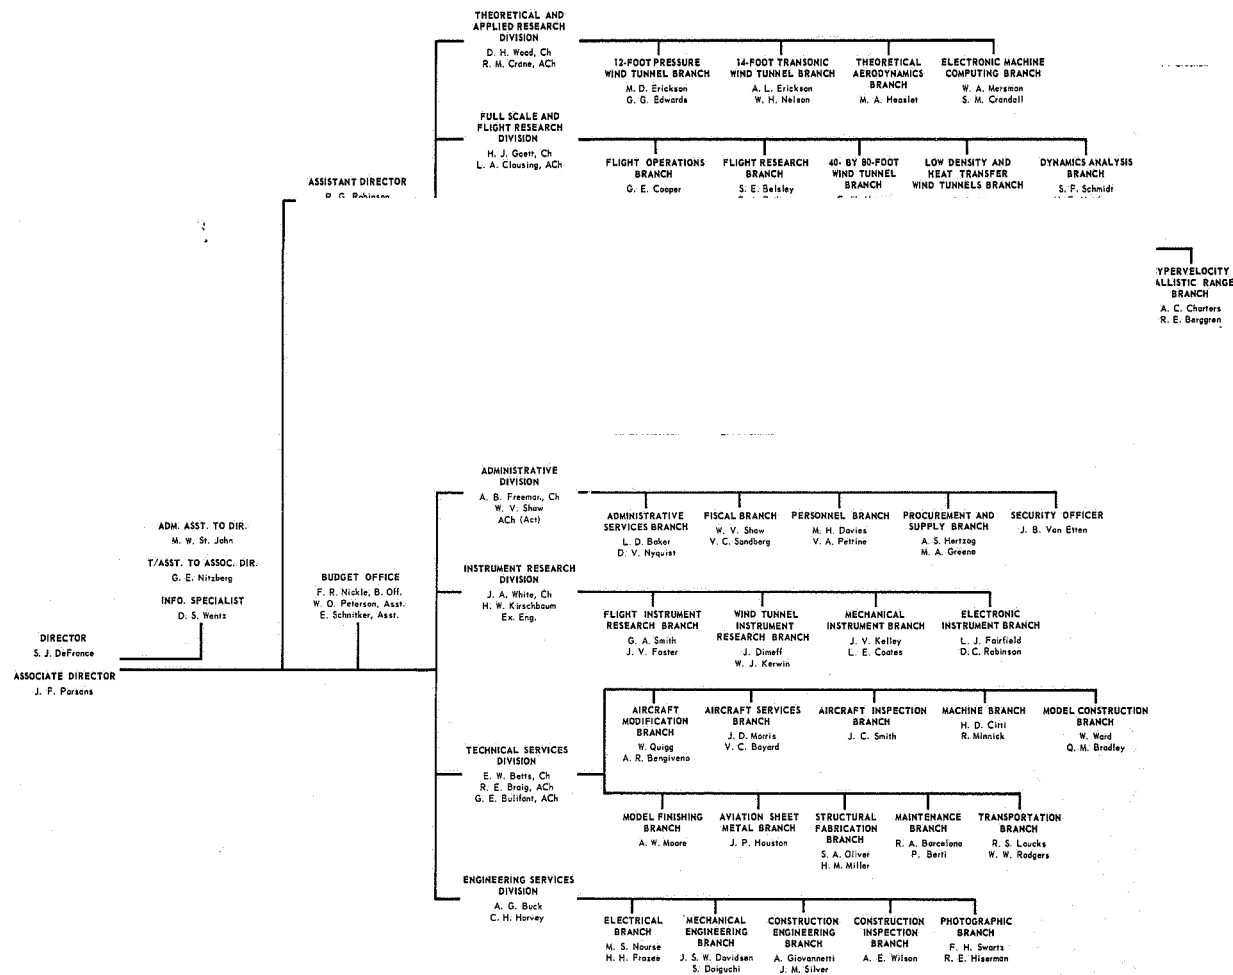 THEORETICAL AND
APPLIED RESEARCH
DIVISION
D. H. Wood, Ch
R. M. Crane, ACh
12-FOOT PRESSURE
WIND TUNNEL BRANCH
M. D. Erickson
G. G. Edwards
14-FOOT TRANSONIC
WIND TUNNEL BRANCH
A. L. Erickson
W. H. Nelson
THEORETICAL
AERODYNAMICS
BRANCH
M. A. Heaslet
ELECTRONIC MACHINE
COMPUTING BRANCH
W. A. Mersman
S. M. Crandall
FULL SCALE AND
FLIGHT RESEARCH
DIVISION
H. J. Goett, Ch
L. A. Clousing, ACh
FLIGHT OPERATIONS
BRANCH
G. E. Cooper
FLIGHT RESEARCH
BRANCH
S. E. Belsley
40- BY 80-FOOT
WIND TUNNEL
BRANCH
LOW DENSITY AND
HEAT TRANSFER
WIND TUNNELS BRANCH
DYNAMICS ANALYSIS
BRANCH
S. F. Schmidt
ASSISTANT DIRECTOR
R. G. Robinson
YPERVELOCITY
ALLISTIC RANGE
BRANCH
A. C. Charters
R. E. Berggren
ADMINISTRATIVE
DIVISION
A. B. Freeman, Ch
W. V. Shaw
ACh (Act)
ADMINISTRATIVE
SERVICES BRANCH
L. D. Baker
D. V. Nyquist
FISCAL BRANCH
W. V. Shaw
V. C. Sandberg
PERSONNEL BRANCH
M. H. Davies
V. A. Petrine
PROCUREMENT AND
SUPPLY BRANCH
A. S. Hertzog
M. A. Greene
SECURITY OFFICER
J. B. Van Etten
ADM. ASST. TO DIR.
M. W. St. John
T/ASST. TO ASSOC. DIR.
G. E. Nitzberg
INFO. SPECIALIST
D. S. Wentz
BUDGET OFFICE
F. R. Nickle, B. Off.
W. O. Peterson, Asst.
E. Schnitker, Asst.
INSTRUMENT RESEARCH
DIVISION
J. A. White, Ch
H. W. Kirschbaum
Ex. Eng.
FLIGHT INSTRUMENT
RESEARCH BRANCH
G. A. Smith
J. V. Foster
WIND TUNNEL
INSTRUMENT
RESEARCH BRANCH
J. Dimeff
W. J. Kerwin
MECHANICAL
INSTRUMENT BRANCH
J. V. Kelley
L. E. Coates
ELECTRONIC
INSTRUMENT BRANCH
L. J. Fairfield
D. C. Robinson
DIRECTOR
S. J. DeFrance
ASSOCIATE DIRECTOR
J. F. Parsons
TECHNICAL SERVICES
DIVISION
E. W. Betts, Ch
R. E. Braig, ACh
G. E. Bulifant, ACh
AIRCRAFT
MODIFICATION
BRANCH
W. Quigg
A. R. Bengiveno
AIRCRAFT SERVICES
BRANCH
J. D. Morris
V. C. Bayard
AIRCRAFT INSPECTION
BRANCH
J. C. Smith
MACHINE BRANCH
H. D. Citti
R. Minnick
MODEL CONSTRUCTION
BRANCH
W. Ward
Q. M. Bradley
MODEL FINISHING
BRANCH
A. W. Moore
AVIATION SHEET
METAL BRANCH
J. P. Houston
STRUCTURAL
FABRICATION
BRANCH
S. A. Oliver
H. M. Miller
MAINTENANCE
BRANCH
R. A. Barcelona
P. Berti
TRANSPORTATION
BRANCH
R. S. Loucks
W. W. Rodgers
ENGINEERING SERVICES
DIVISION
A. G. Buck
C. H. Harvey
ELECTRICAL
BRANCH
M. S. Nourse
H. H. Frazee
MECHANICAL
ENGINEERING
BRANCH
J. S. W. Davidsen
S. Doiguchi
CONSTRUCTION
ENGINEERING
BRANCH
A. Giovannetti
J. M. Silver
CONSTRUCTION
INSPECTION
BRANCH
A. E. Wilson
PHOTOGRAPHIC
BRANCH
F. H. Swartz
R. E. Hiserman